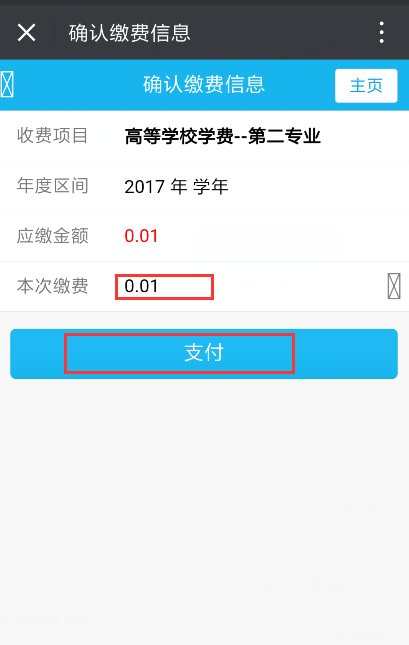 确认缴费信息
确认缴费信息 主页
收费项目 高等学校学费--第二专业
年度区间 2017 年 学年
应缴金额 0.01
本次缴费 0.01
支付